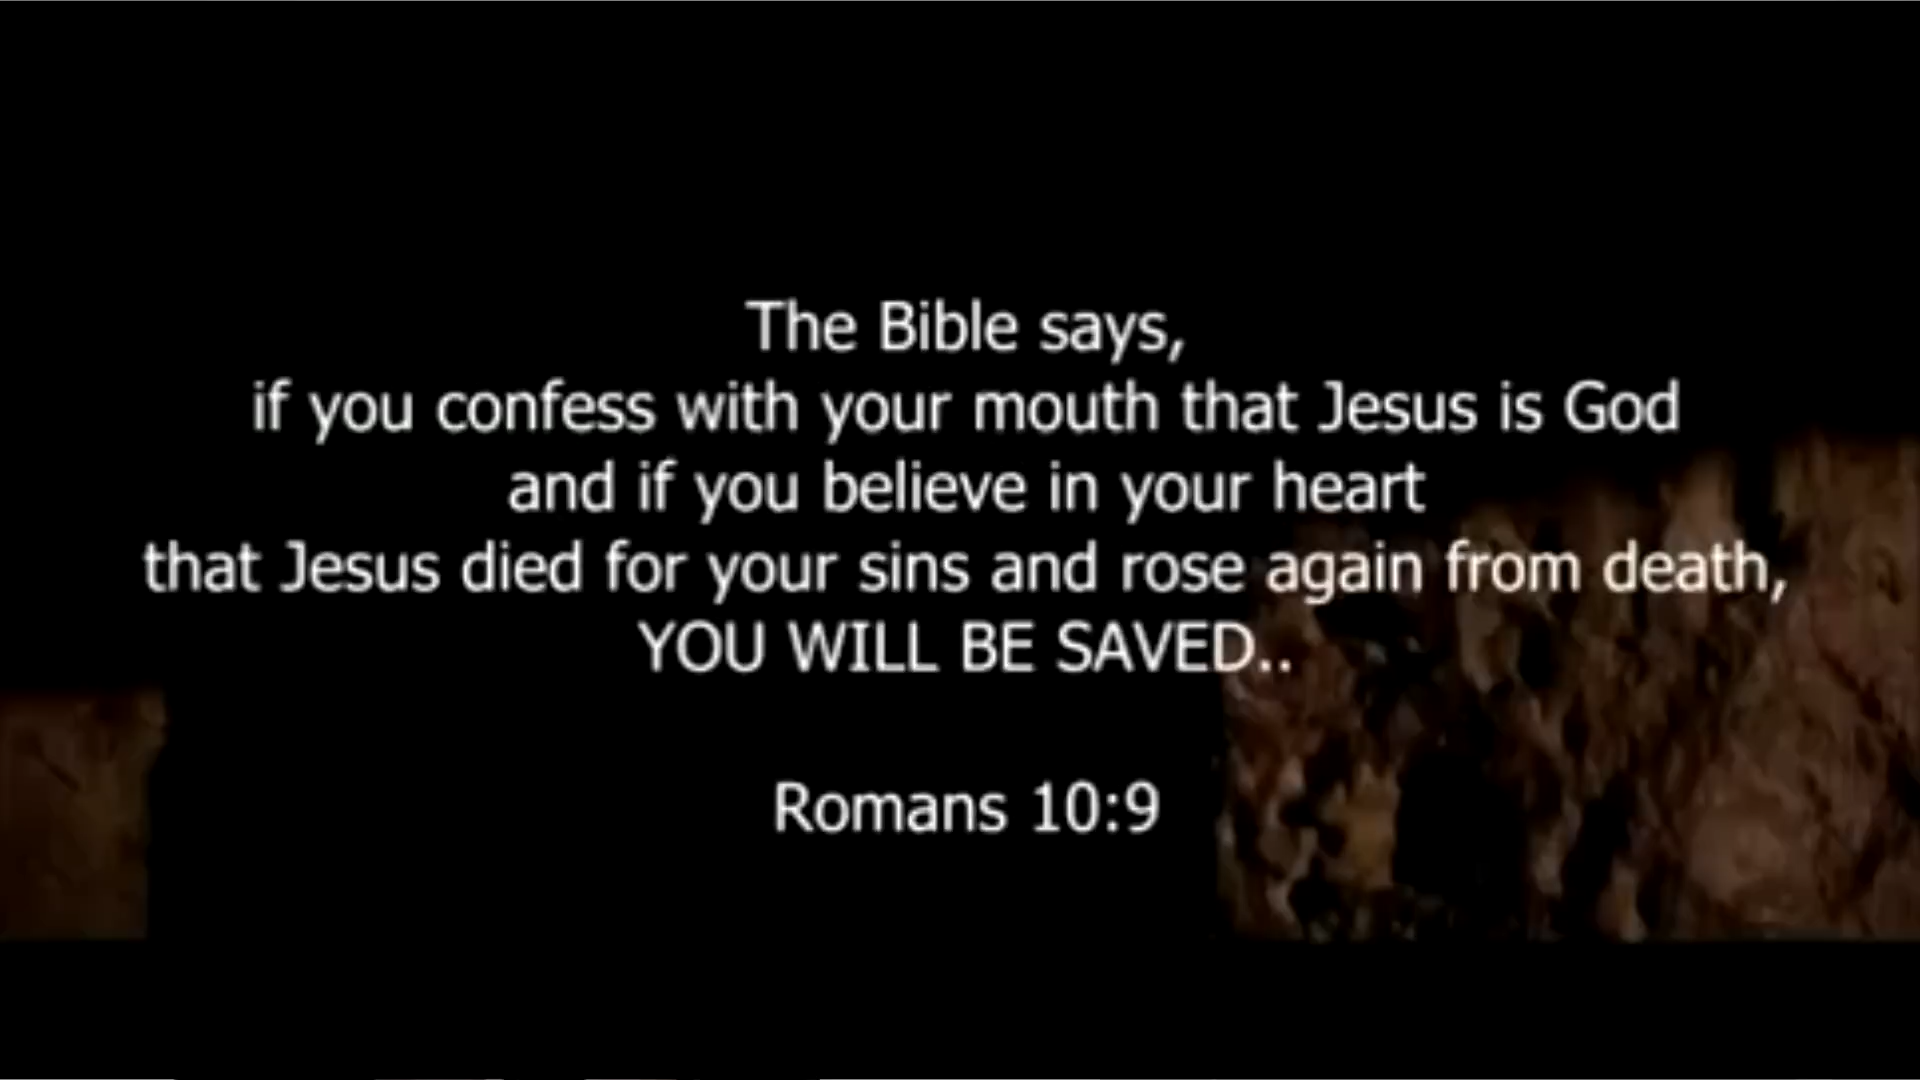 The Bible says,
if you confess with your mouth that Jesus is God
and if you believe in your heart
that Jesus died for your sins and rose again from death,
YOU WILL BE SAVED..
Romans 10:9